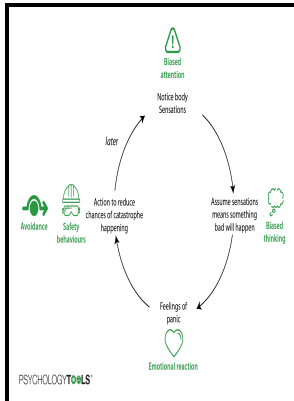 Biased
attention
Notice body
Sensations
later
Assume sensations
means something
bad will happen
Biased
thinking
Feelings of
panic
Emotional reaction
Action to reduce
chances of catastrophe
happening
Avoidance
Safety
behaviours
PSYCHOLOGYTOOLS®